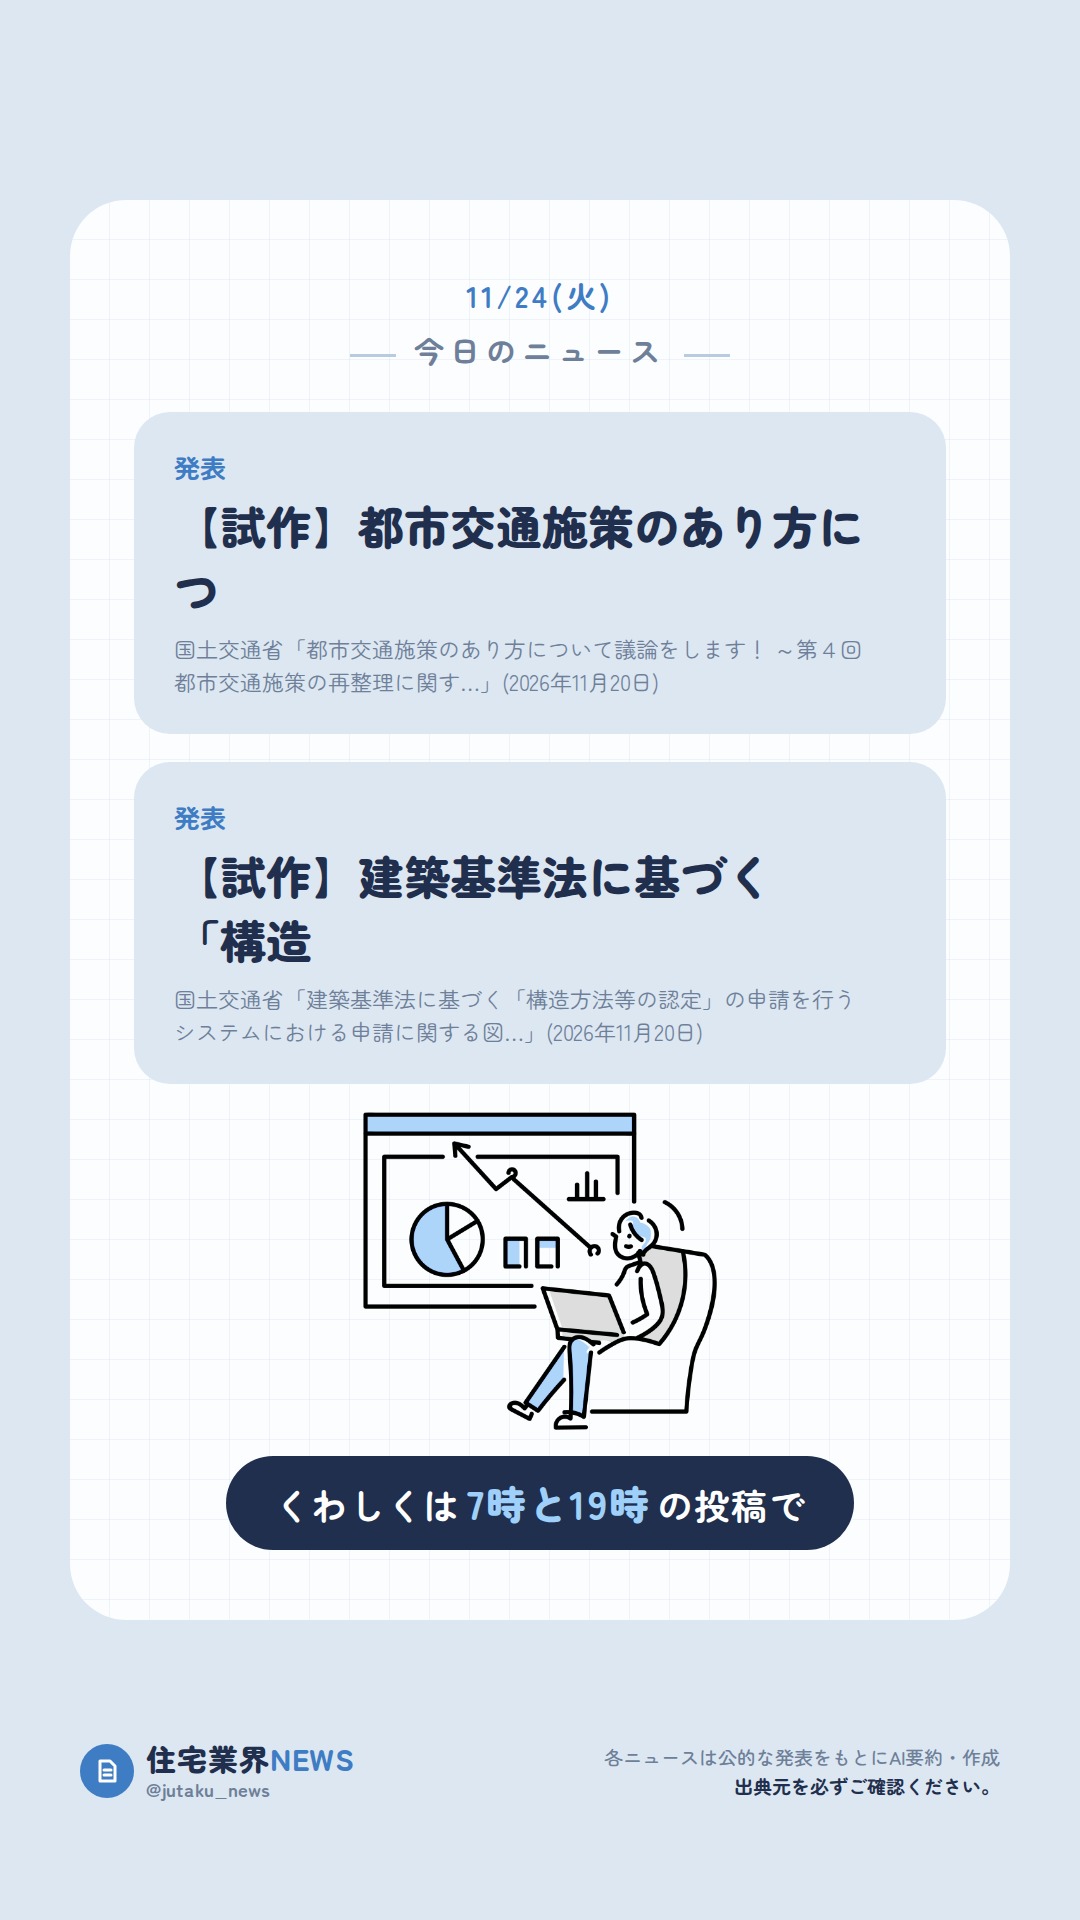 11/24(火)
今日のニュース
発表
【試作】都市交通施策のあり方に
つ
国土交通省「都市交通施策のあり方について議論をします！ ～第４回
都市交通施策の再整理に関す…」(2026年11月20日)
発表
【試作】建築基準法に基づく
「構造
国土交通省「建築基準法に基づく「構造方法等の認定」の申請を行う
システムにおける申請に関する図…」(2026年11月20日)
くわしくは 7時と19時 の投稿で
住宅業界NEWS
@jutaku_news
各ニュースは公的な発表をもとにAI要約・作成
出典元を必ずご確認ください。